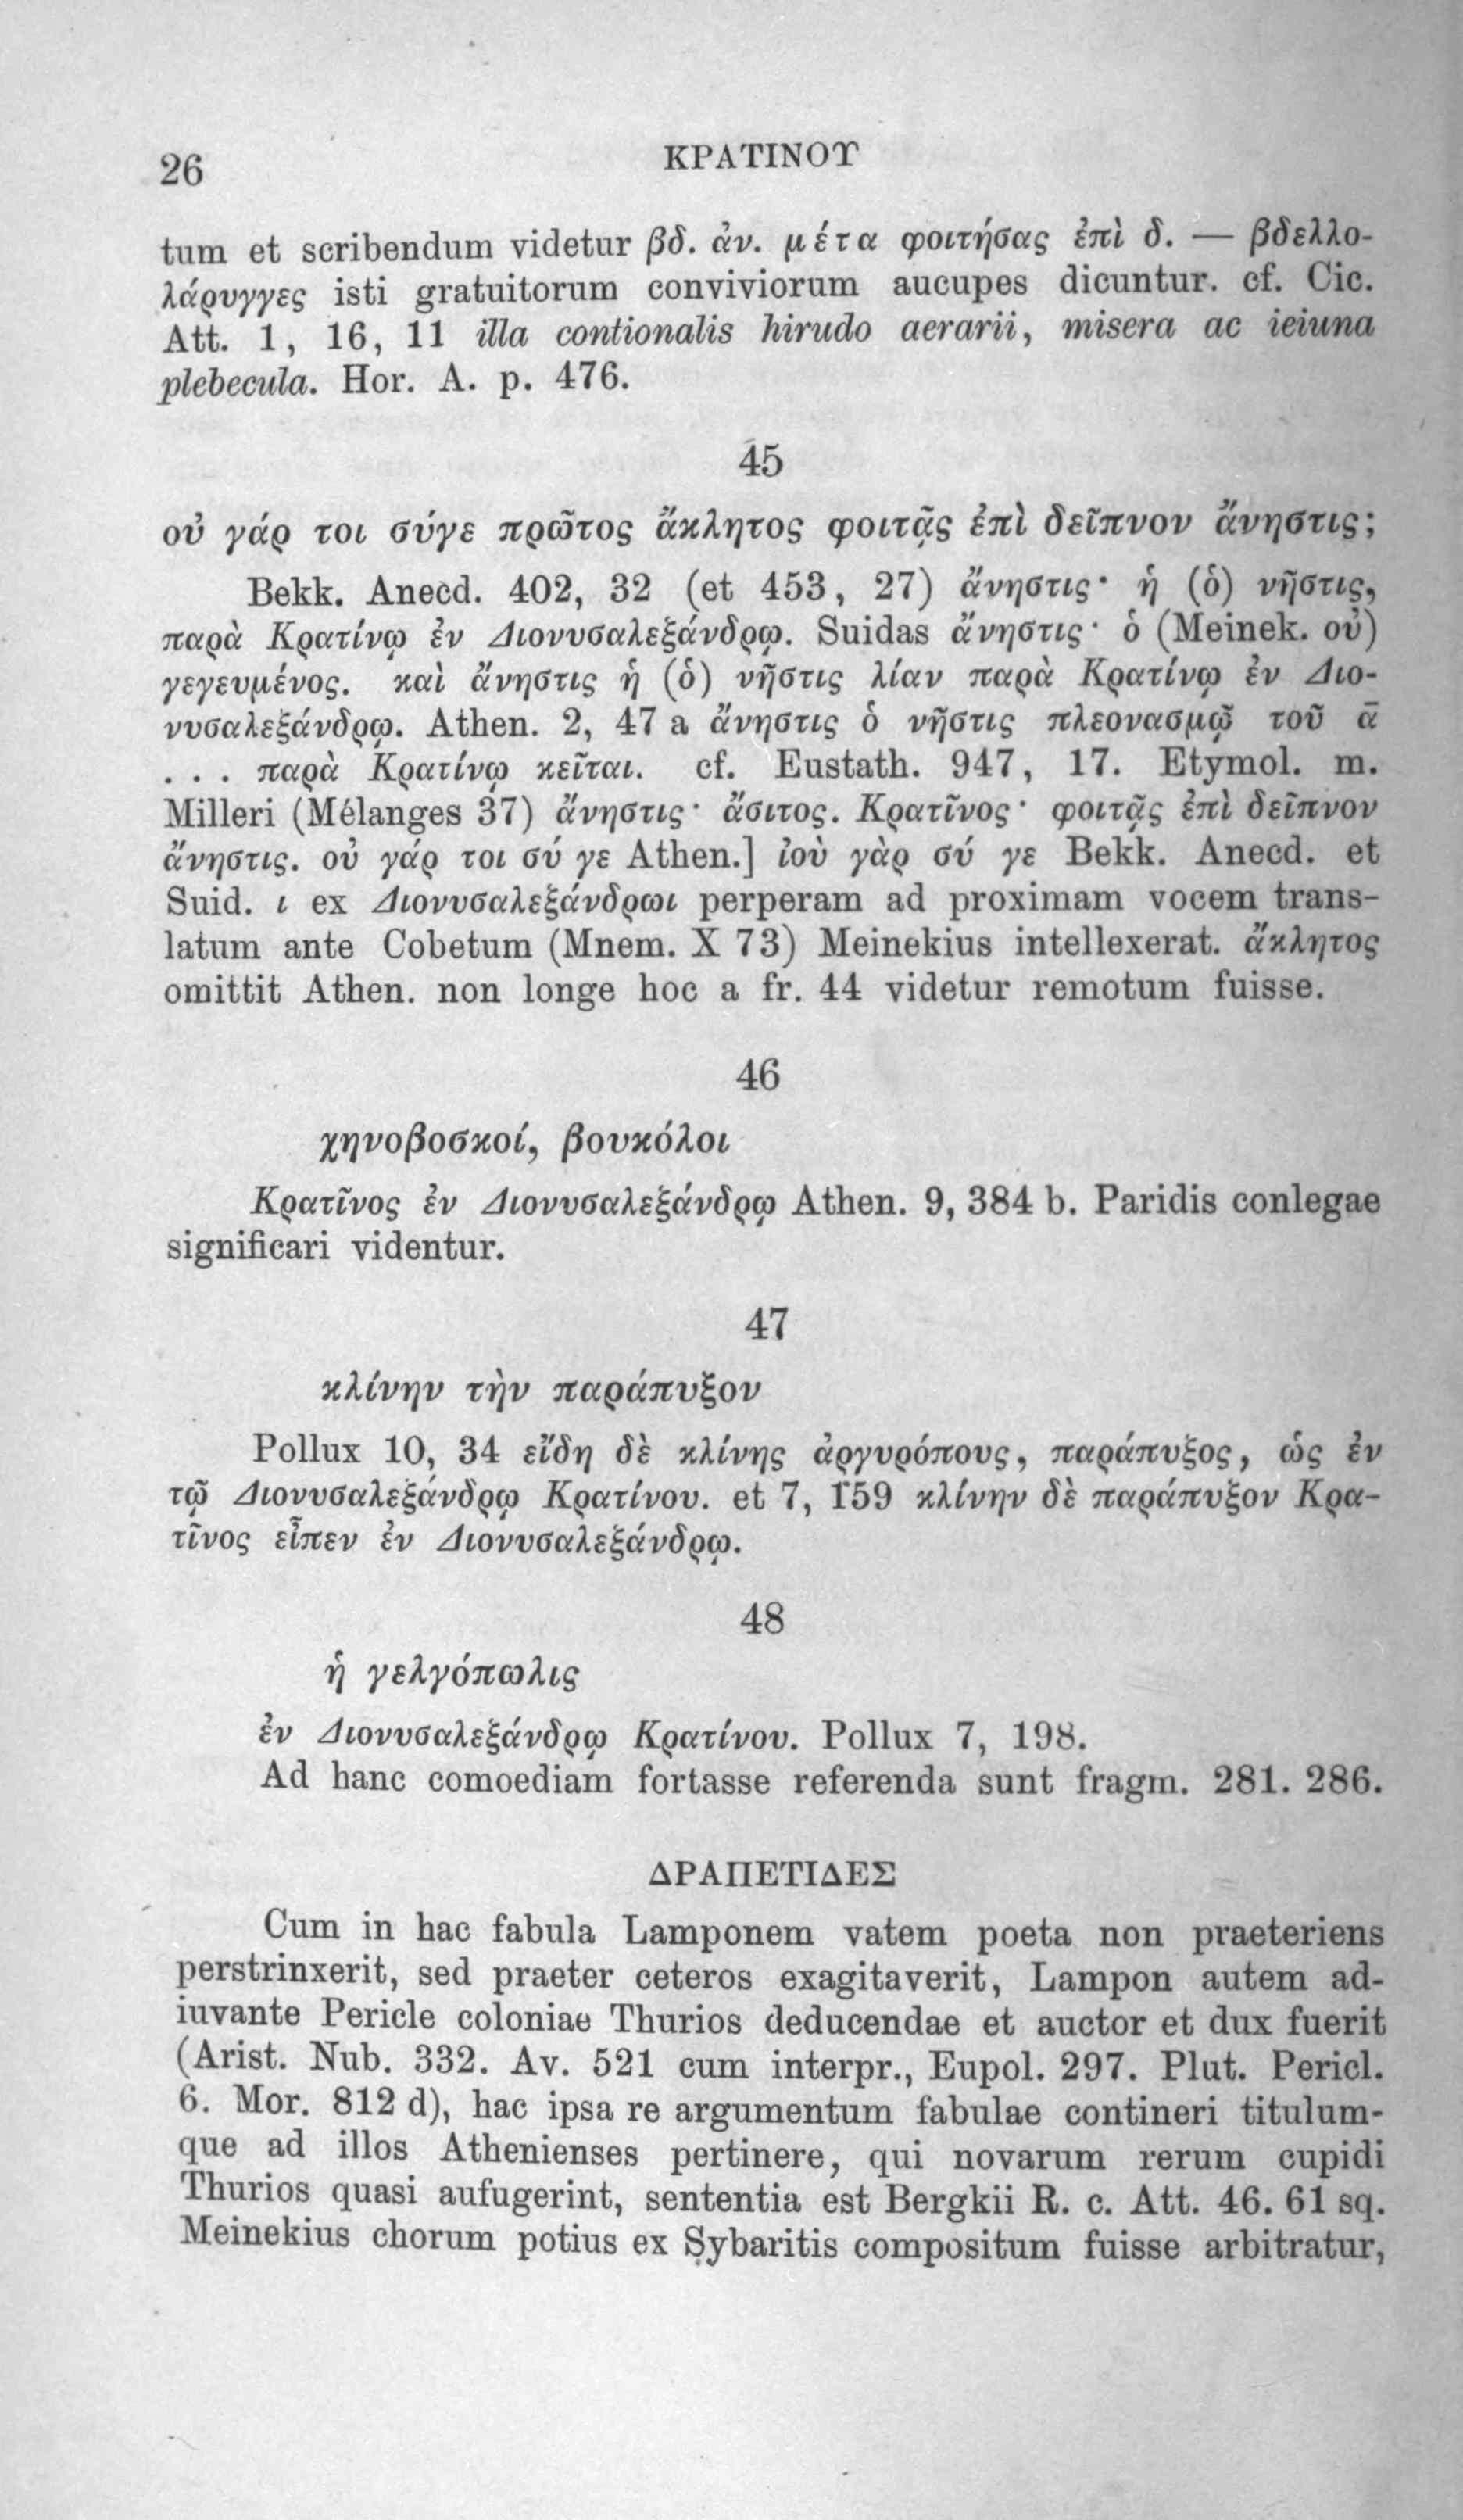 26
ΚΡΑΤΙΝΟΥ
tum et scribendum videtur βδ. ἀν. μέτα φοιτήσας ἐπὶ δ. — βδελλο-
λάρυγγες isti gratuitorum conviviorum aucupes dicuntur. cf. Cic.
Att. 1, 16, 11 illa contionalis hirudo aerarii, misera ac ieiuna
plebecula. Hor. A. p. 476.
45
οὐ γάρ τοι σύγε πρῶτος ἄκλητος φοιτᾷς ἐπὶ δεῖπνον ἄνηστις;
Bekk. Anecd. 402, 32 (et 453, 27) ἄνηστις· ἡ (ὁ) νῆστις,
παρὰ Κρατίνῳ ἐν Διονυσαλεξάνδρῳ. Suidas ἄνηστις· ὁ (Meinek. οὐ)
γεγευμένος. καὶ ἄνηστις ἡ (ὁ) νῆστις λίαν παρὰ Κρατίνῳ ἐν Διο-
νυσαλεξάνδρῳ. Athen. 2, 47 a ἄνηστις ὁ νῆστις πλεονασμῷ τοῦ ᾱ
. . . παρὰ Κρατίνῳ κεῖται. cf. Eustath. 947, 17. Etymol. m.
Milleri (Mélanges 37) ἄνηστις· ἄσιτος. Κρατῖνος· φοιτᾷς ἐπὶ δεῖπνον
ἄνηστις. οὐ γάρ τοι σύ γε Athen.] ἰοὺ γὰρ σύ γε Bekk. Anecd. et
Suid. ι ex Διονυσαλεξάνδρωι perperam ad proximam vocem trans-
latum ante Cobetum (Mnem. X 73) Meinekius intellexerat. ἄκλητος
omittit Athen. non longe hoc a fr. 44 videtur remotum fuisse.
46
χηνοβοσκοί, βουκόλοι
Κρατῖνος ἐν Διονυσαλεξάνδρῳ Athen. 9, 384 b. Paridis conlegae
significari videntur.
47
κλίνην τὴν παράπυξον
Pollux 10, 34 εἴδη δὲ κλίνης ἀργυρόπους, παράπυξος, ὡς ἐν
τῷ Διονυσαλεξάνδρῳ Κρατίνου. et 7, 159 κλίνην δὲ παράπυξον Κρα-
τῖνος εἶπεν ἐν Διονυσαλεξάνδρῳ.
48
ἡ γελγόπωλις
ἐν Διονυσαλεξάνδρῳ Κρατίνου. Pollux 7, 198.
Ad hanc comoediam fortasse referenda sunt fragm. 281. 286.
ΔΡΑΠΕΤΙΔΕΣ
Cum in hac fabula Lamponem vatem poeta non praeteriens
perstrinxerit, sed praeter ceteros exagitaverit, Lampon autem ad-
iuvante Pericle coloniae Thurios deducendae et auctor et dux fuerit
(Arist. Nub. 332. Av. 521 cum interpr., Eupol. 297. Plut. Pericl.
6. Mor. 812 d), hac ipsa re argumentum fabulae contineri titulum-
que ad illos Athenienses pertinere, qui novarum rerum cupidi
Thurios quasi aufugerint, sententia est Bergkii R. c. Att. 46. 61 sq.
Meinekius chorum potius ex Sybaritis compositum fuisse arbitratur,